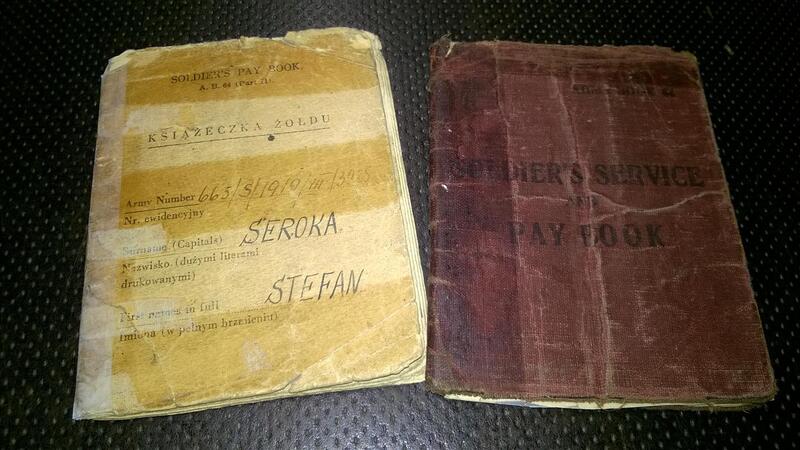 SOLDIER'S PAY BOOK.
A. B. 64 (Part II).
KSIĄŻECZKA ŻOŁDU
Army Number 663/S/1919/III
Nr. ewidencyjny
Surname (Capitals) SEROKA
Nazwisko (dużymi literami
drukowanymi)
STEFAN
First names in full
Imiona (w pełnym brzmieniu)
SOLDIER'S SERVICE
AND
PAY BOOK